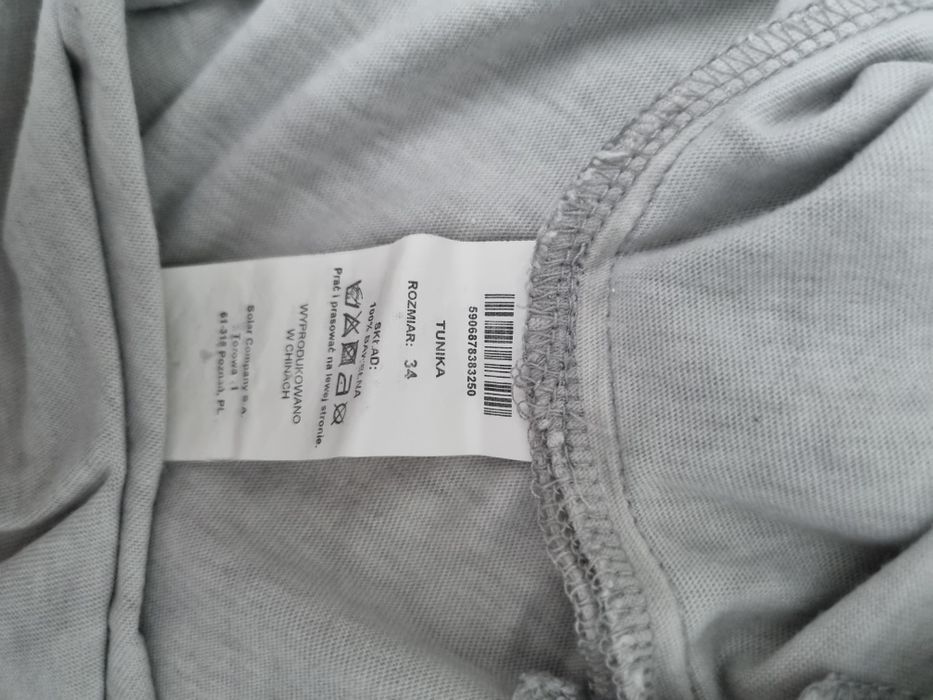 5906878383250
TUNIKA
ROZMIAR: 34
SKŁAD:
100% BAWEŁNA
Prać i prasować na lewej stronie.
WYPRODUKOWANO
W CHINACH
Solar Company S.A.
Torowa 11
61-315 Poznań, PL